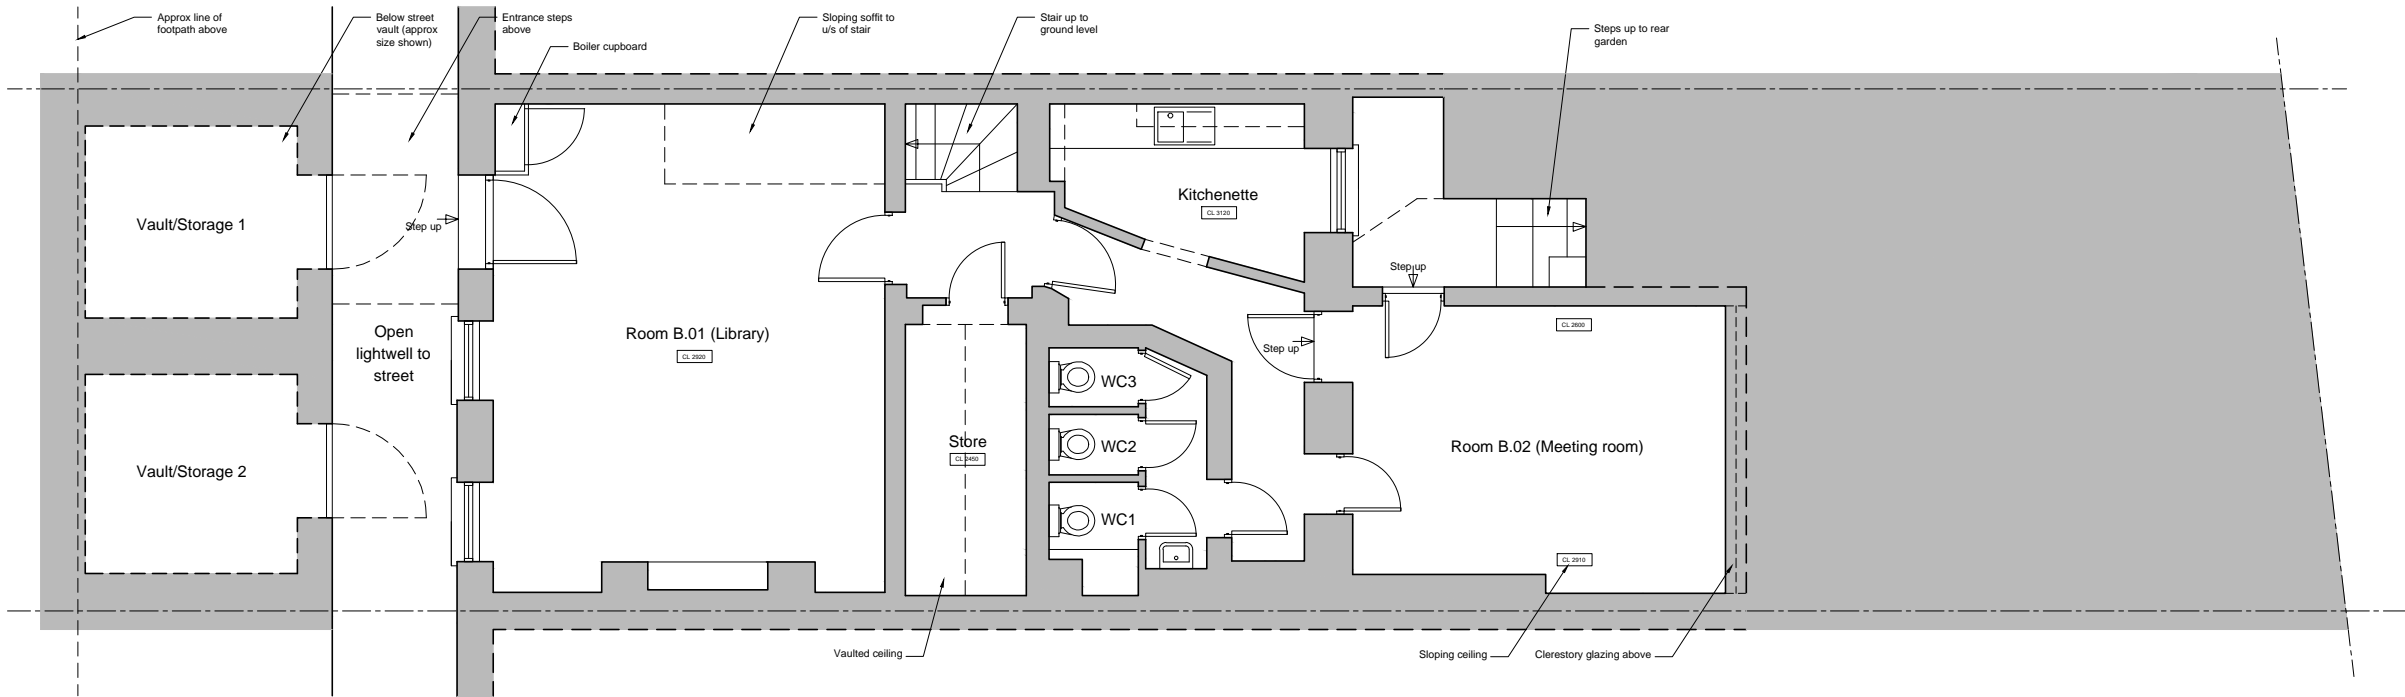 Approx line of
footpath above
Below street
vault (approx
size shown)
Entrance steps
above
Boiler cupboard
Sloping soffit to
u/s of stair
Stair up to
ground level
Steps up to rear
garden
Vault/Storage 1
Step up
Kitchenette
CL 3120
Step up
Open
lightwell to
street
Room B.01 (Library)
CL 2920
CL 2600
Step up
WC3
Store
CL 2450
WC2
Room B.02 (Meeting room)
Vault/Storage 2
WC1
CL 2910
Vaulted ceiling
Sloping ceiling
Clerestory glazing above